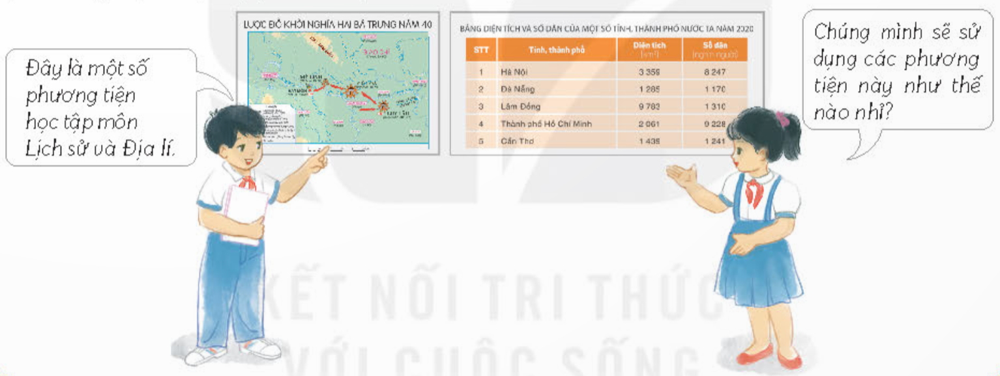 Đây là một số
phương tiện
học tập môn
Lịch sử và Địa lí.
LƯỢC ĐỒ KHỞI NGHĨA HAI BÀ TRƯNG NĂM 40
BẢNG DIỆN TÍCH VÀ SỐ DÂN CỦA MỘT SỐ TỈNH, THÀNH PHỐ NƯỚC TA NĂM 2020
STT Tỉnh, thành phố Diện tích Số dân
(km²) (nghìn người)
1 Hà Nội 3 359 8 247
2 Đà Nẵng 1 285 1 170
3 Lâm Đồng 9 783 1 310
4 Thành phố Hồ Chí Minh 2 061 9 228
5 Cần Thơ 1 439 1 241
Chúng mình sẽ sử
dụng các phương
tiện này như thế
nào nhỉ?
KẾT NỐI TRI THỨC
VỚI CUỘC SỐNG